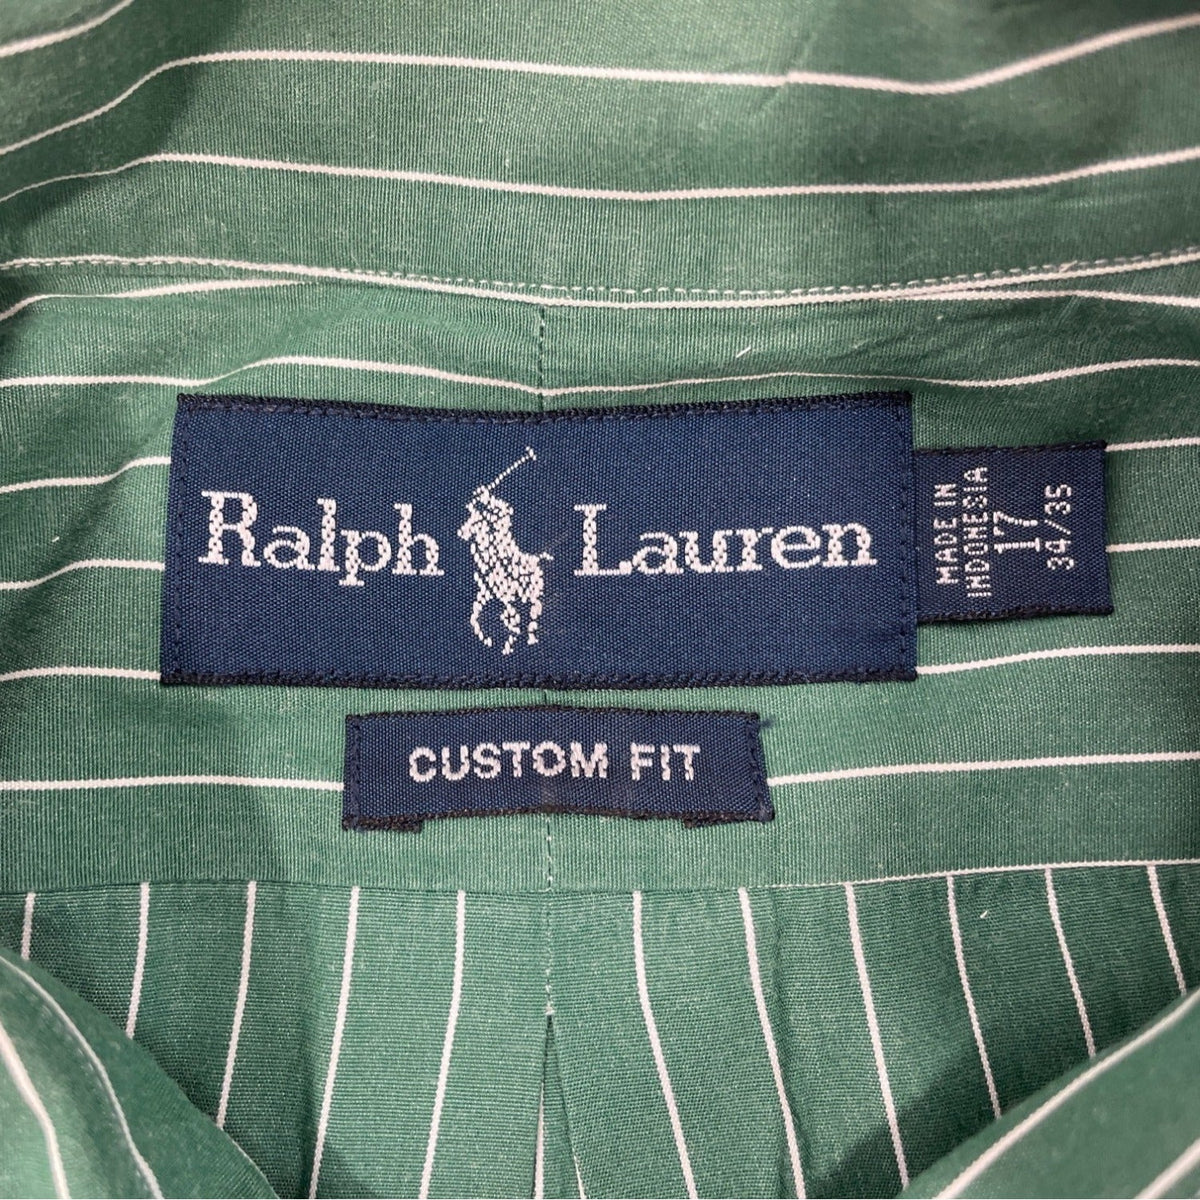 Ralph Lauren
MADE IN
INDONESIA
17
34/35
CUSTOM FIT